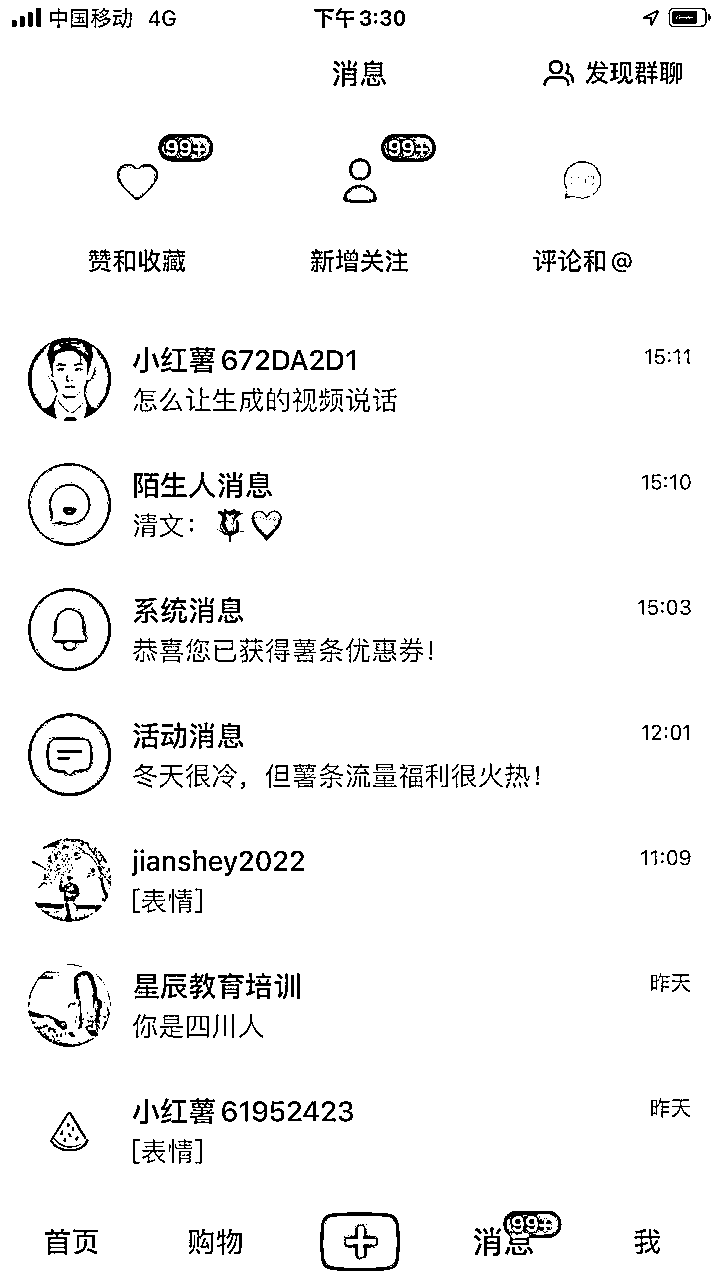 中国移动 4G 下午3:30
消息 发现群聊
99+ 99+
赞和收藏 新增关注 评论和@
小红薯672DA2D1 15:11
怎么让生成的视频说话
陌生人消息 15:10
清文：🌹🤍
系统消息 15:03
恭喜您已获得薯条优惠券！
活动消息 12:01
冬天很冷，但薯条流量福利很火热！
jianshey2022 11:09
[表情]
星辰教育培训 昨天
你是四川人
小红薯61952423 昨天
[表情]
首页 购物 消息 99+ 我